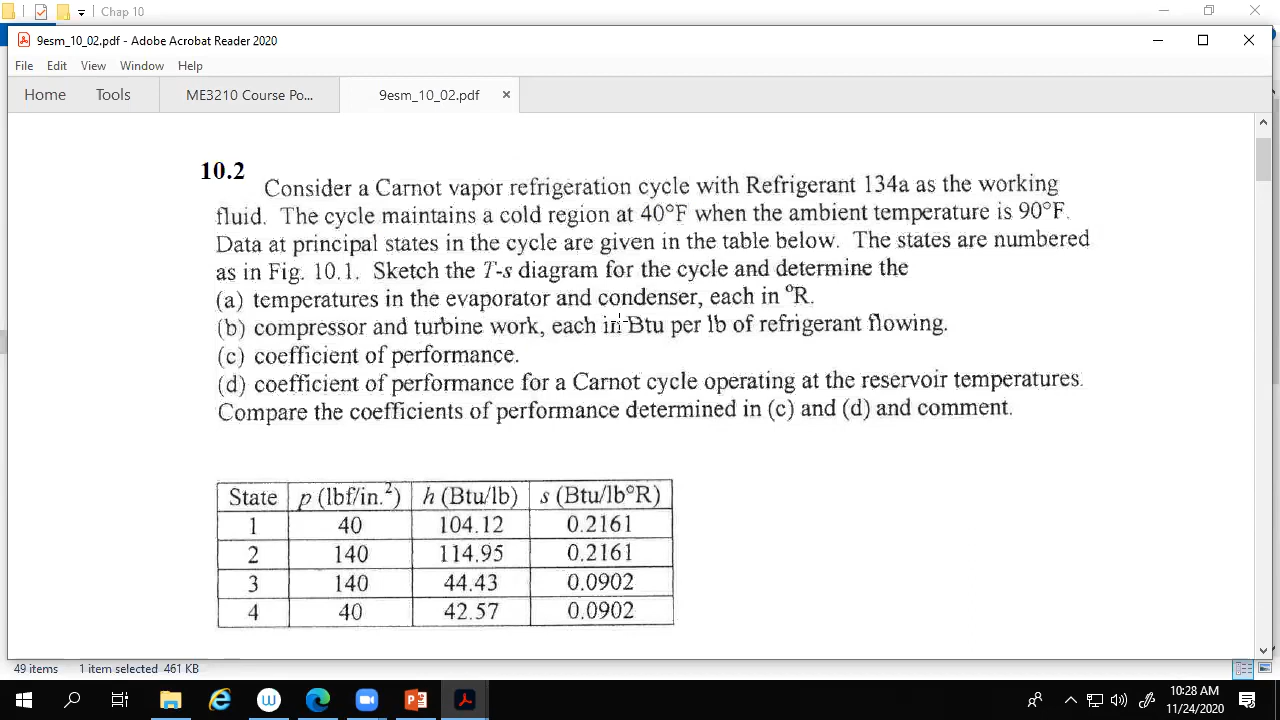 Chap 10
9esm_10_02.pdf - Adobe Acrobat Reader 2020
File Edit View Window Help
Home Tools ME3210 Course Po... 9esm_10_02.pdf ×
10.2
Consider a Carnot vapor refrigeration cycle with Refrigerant 134a as the working
fluid. The cycle maintains a cold region at 40°F when the ambient temperature is 90°F.
Data at principal states in the cycle are given in the table below. The states are numbered
as in Fig. 10.1. Sketch the T-s diagram for the cycle and determine the
(a) temperatures in the evaporator and condenser, each in °R.
(b) compressor and turbine work, each in Btu per lb of refrigerant flowing.
(c) coefficient of performance.
(d) coefficient of performance for a Carnot cycle operating at the reservoir temperatures.
Compare the coefficients of performance determined in (c) and (d) and comment.
State p (lbf/in.²) h (Btu/lb) s (Btu/lb°R)
1 40 104.12 0.2161
2 140 114.95 0.2161
3 140 44.43 0.0902
4 40 42.57 0.0902
49 items 1 item selected 461 KB
10:28 AM
11/24/2020